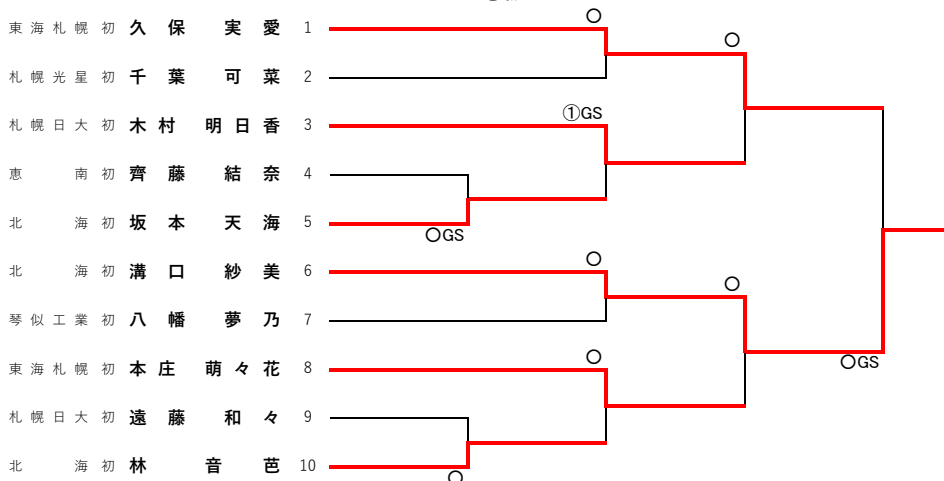 〇
東海札幌 初 久保 実愛 1
〇
札幌光星 初 千葉 可菜 2
①GS
札幌日大 初 木村 明日香 3
恵南 初 齊藤 結奈 4
北海 初 坂本 天海 5
〇GS
〇
北海 初 溝口 紗美 6
〇
琴似工業 初 八幡 夢乃 7
〇
〇GS
東海札幌 初 本庄 萌々花 8
札幌日大 初 遠藤 和々 9
北海 初 林 音芭 10
〇